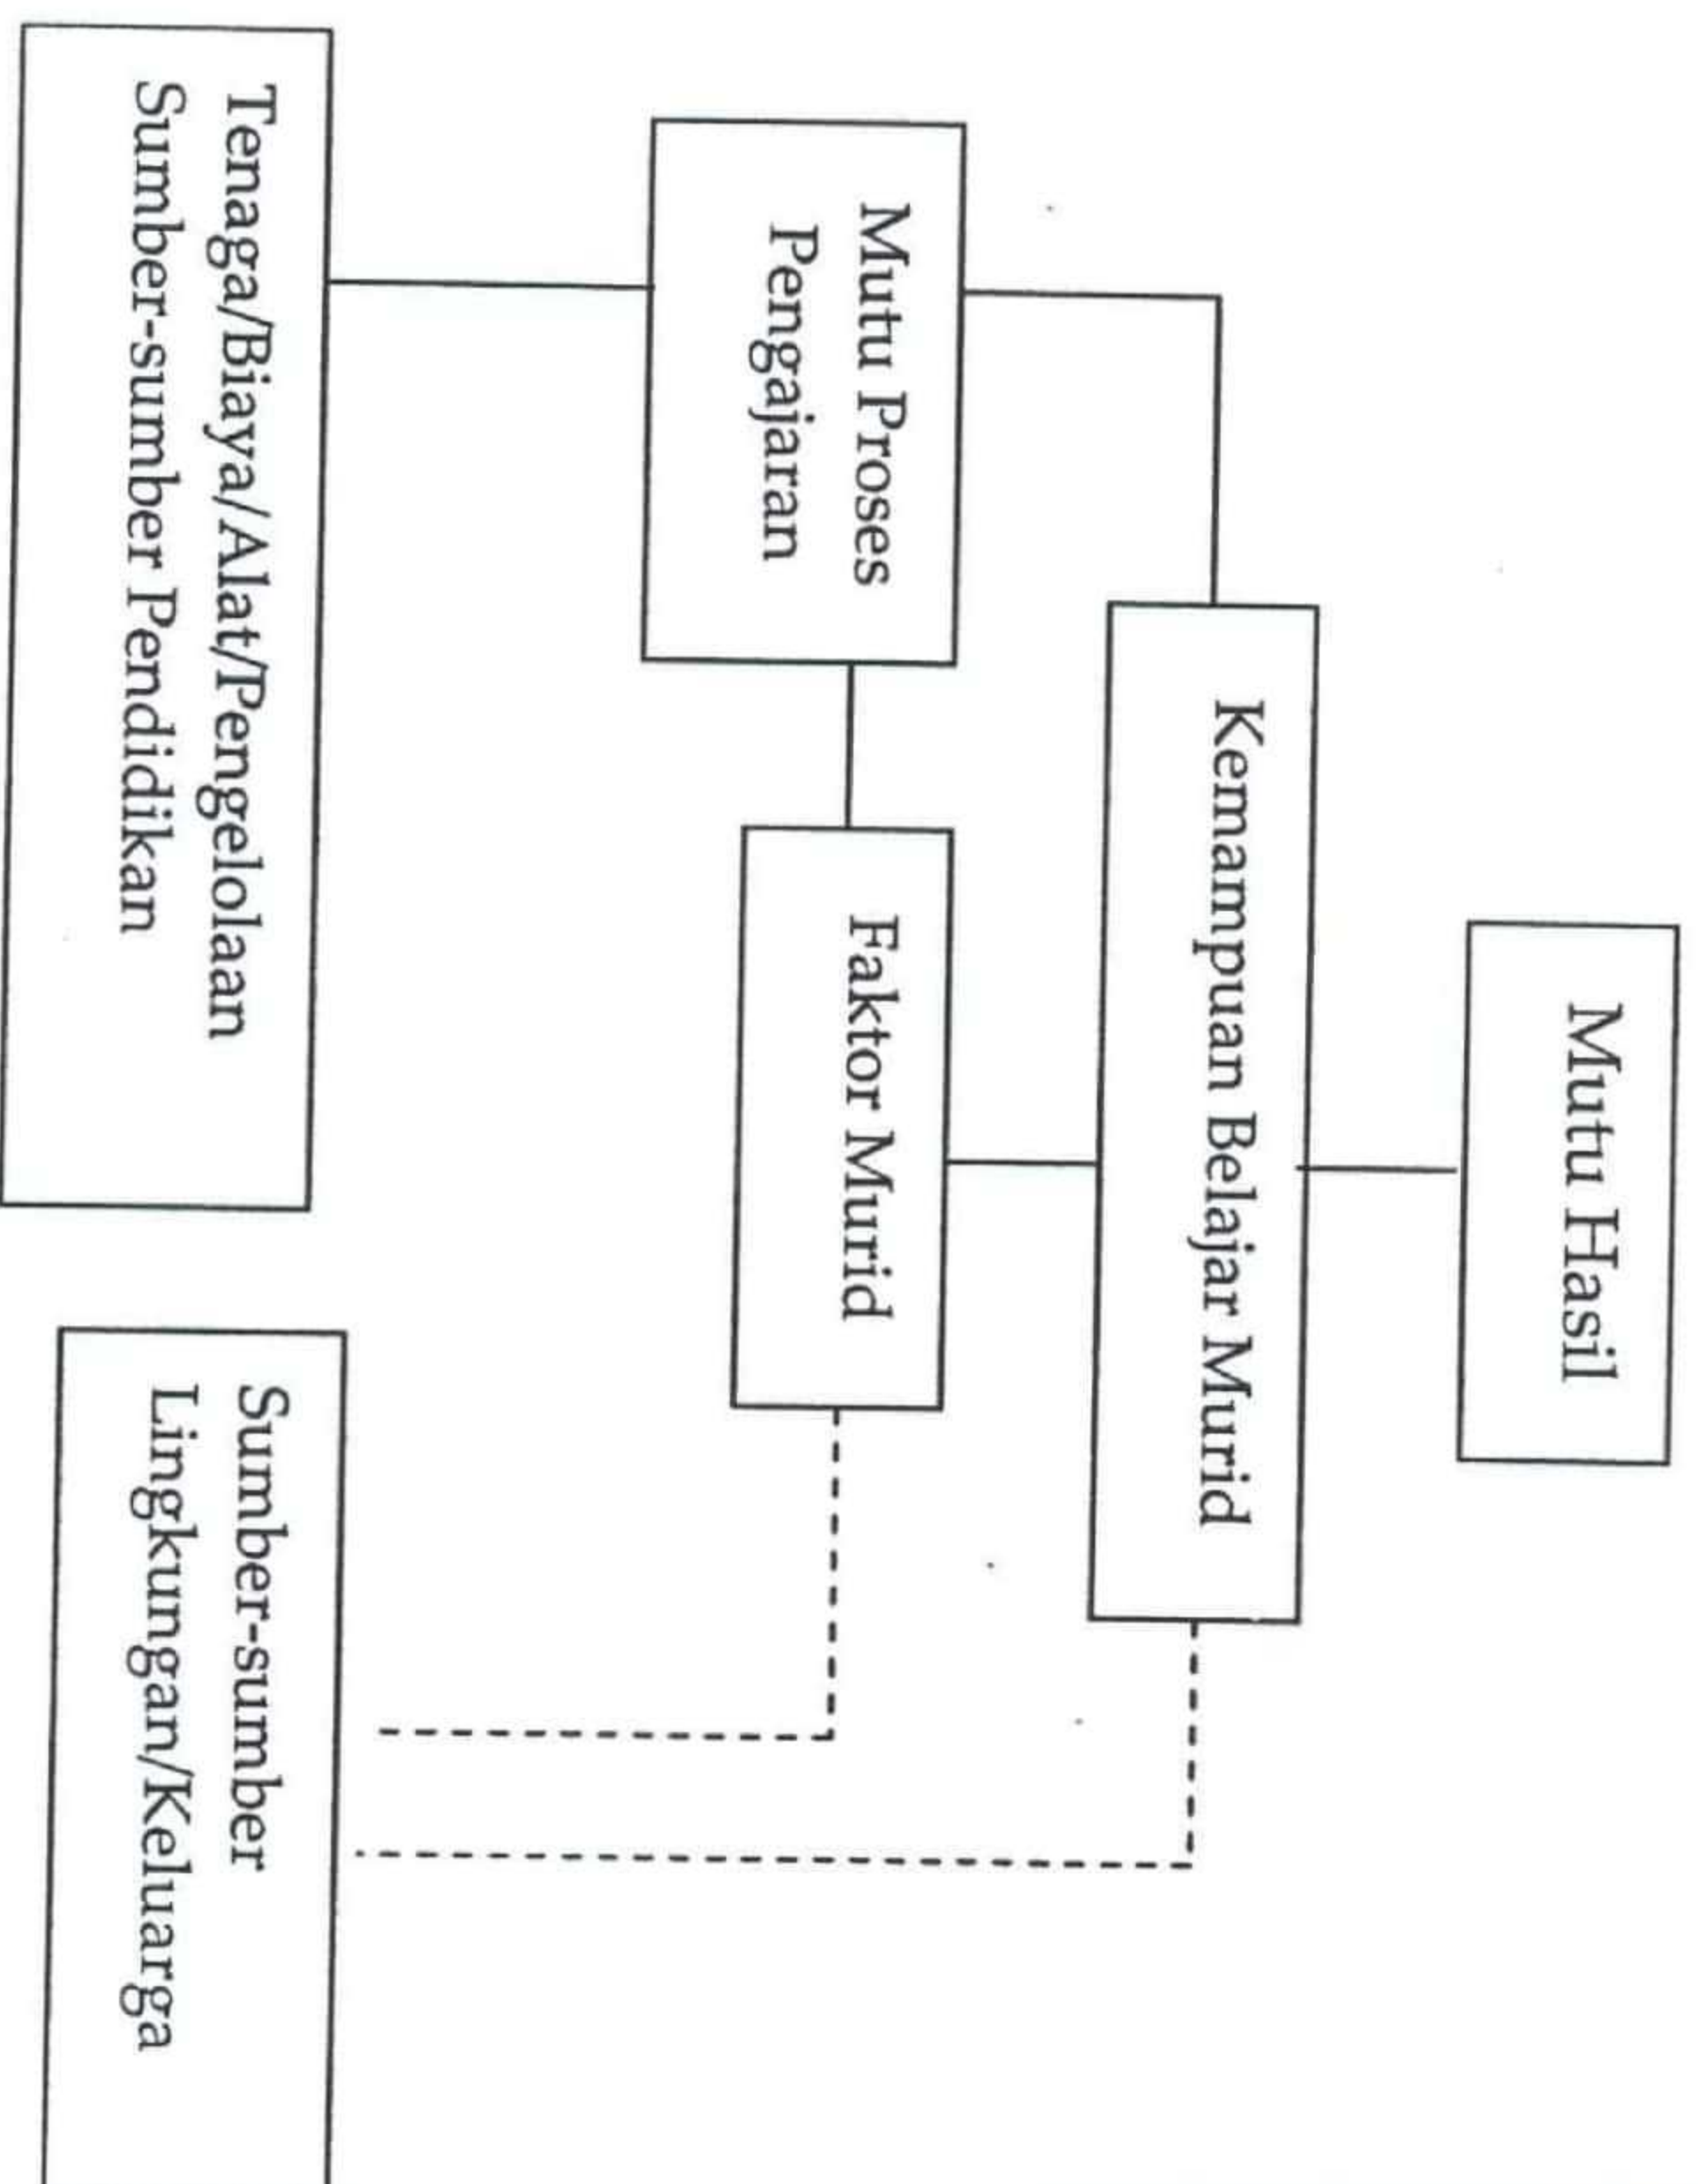 Mutu Hasil
Kemampuan Belajar Murid
Mutu Proses
Pengajaran
Faktor Murid
Tenaga/Biaya/Alat/Pengelolaan
Sumber-sumber Pendidikan
Sumber-sumber
Lingkungan/Keluarga